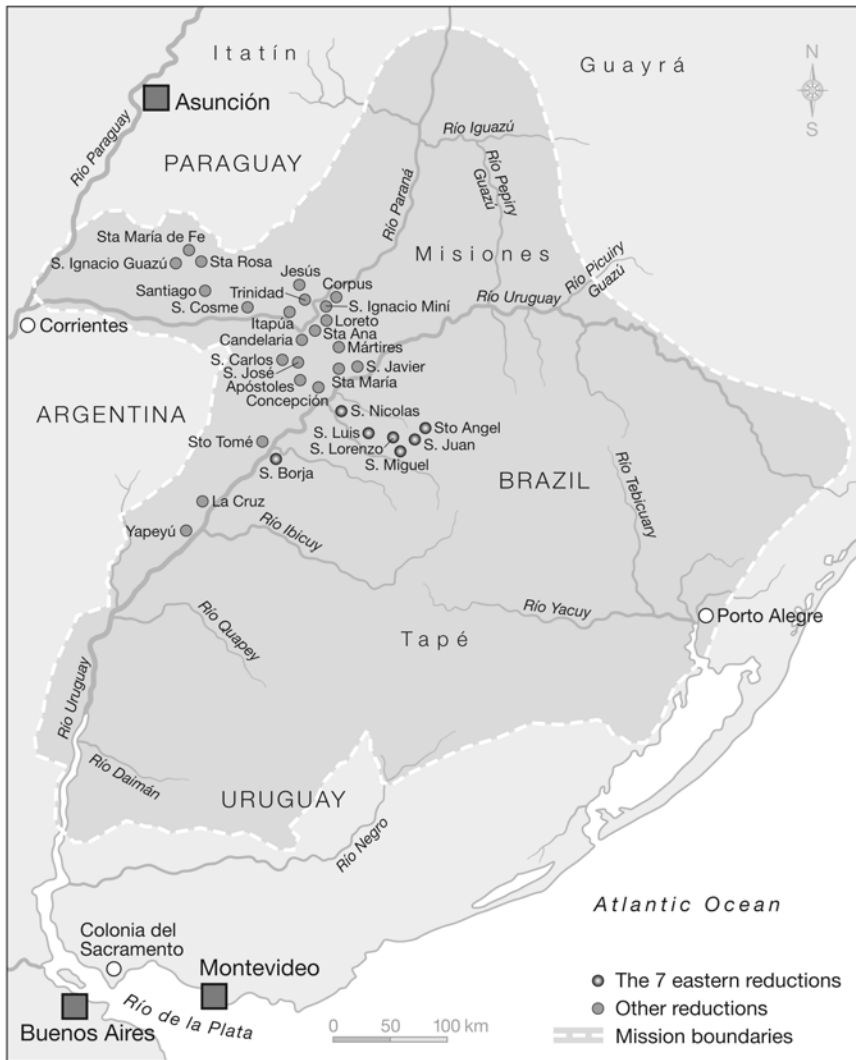 Itatín
Guayrá
N
S
Asunción
Río Paraguay
PARAGUAY
Río Iguazú
Río Paraná
Río Pepiry
Guazú
Sta María de Fe
S. Ignacio Guazú
Sta Rosa
Misiones
Río Picuiry
Guazú
Jesús
Corpus
Santiago
Trinidad
S. Ignacio Miní
Río Uruguay
S. Cosme
Itapúa
Loreto
Corrientes
Sta Ana
Candelaria
Mártires
S. Carlos
S. Javier
S. José
Apóstoles
Sta María
Concepción
ARGENTINA
S. Nicolas
Sto Angel
Sto Tomé
S. Luis
S. Juan
S. Lorenzo
S. Miguel
S. Borja
BRAZIL
Río Tebicuary
La Cruz
Yapeyú
Río Ibicuy
Río Yacuy
Porto Alegre
Río Quapey
Tapé
Río Uruguay
Río Daimán
URUGUAY
Río Negro
Atlantic Ocean
Colonia del
Sacramento
Montevideo
Buenos Aires
Río de la Plata
0 50 100 km
The 7 eastern reductions
Other reductions
Mission boundaries